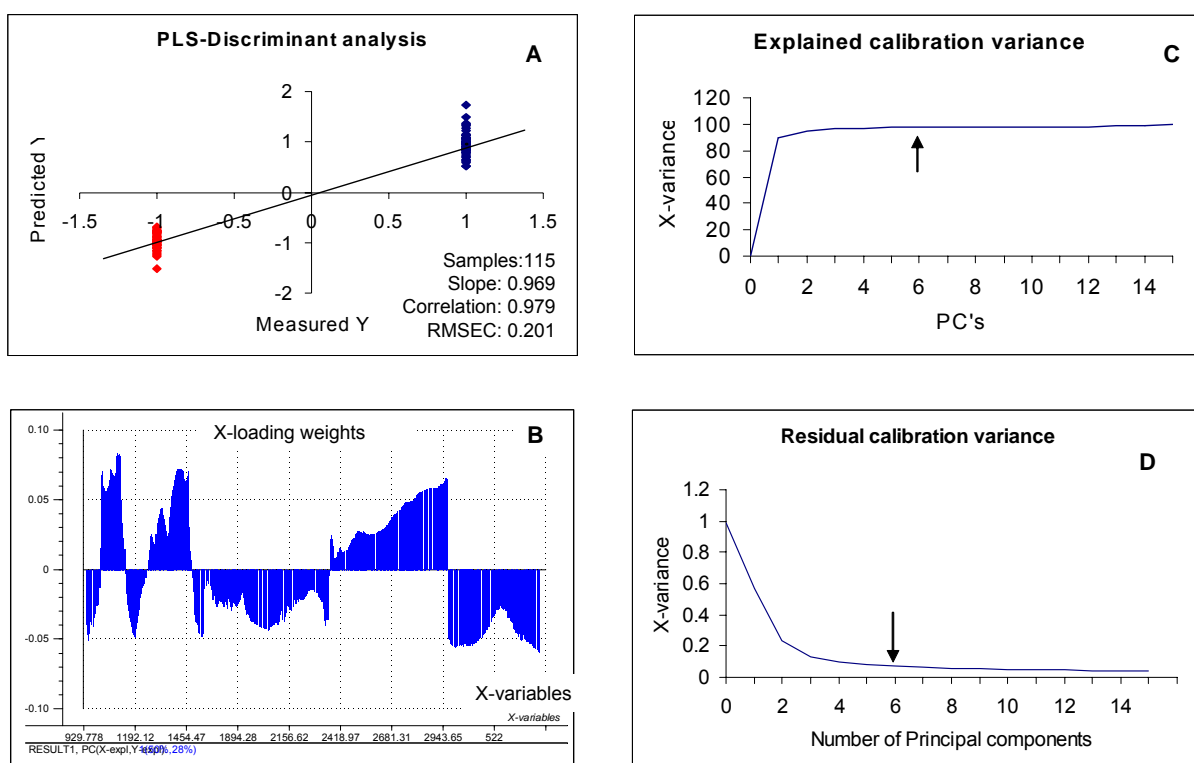 PLS-Discriminant analysis
A
2
1
0
-1.5 -1 -0.5 0 0.5 1 1.5
-1
-2
Predicted Y
Measured Y
Samples:115
Slope: 0.969
Correlation: 0.979
RMSEC: 0.201
Explained calibration variance
C
120
100
80
60
40
20
0
X-variance
0 2 4 6 8 10 12 14
PC's
X-loading weights
B
0.10
0.05
0
-0.05
-0.10
X-variables
X-variables
929.778 1192.12 1454.47 1894.28 2156.62 2418.97 2681.31 2943.65 522
RESULT1, PC(X-expl,Y-expl) ,28%)
Residual calibration variance
D
1.2
1
0.8
0.6
0.4
0.2
0
X-variance
0 2 4 6 8 10 12 14
Number of Principal components